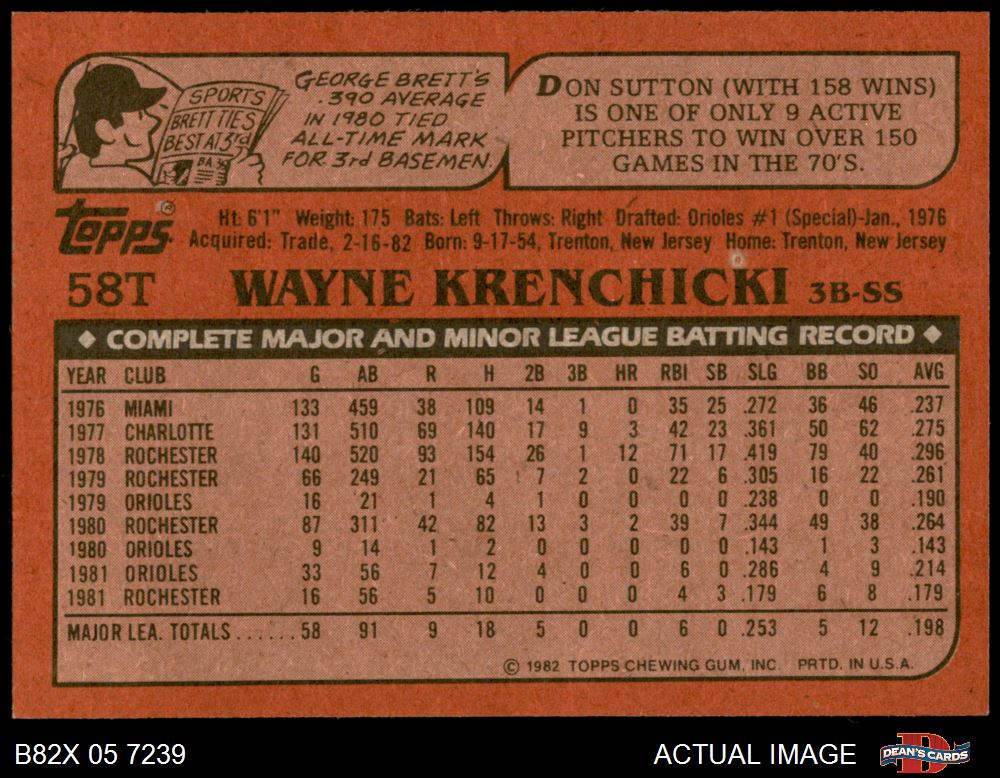 SPORTS
BRETT TIES
BEST AT 3rd
BA
GEORGE BRETT'S
.390 AVERAGE
IN 1980 TIED
ALL-TIME MARK
FOR 3rd BASEMEN.
DON SUTTON (WITH 158 WINS)
IS ONE OF ONLY 9 ACTIVE
PITCHERS TO WIN OVER 150
GAMES IN THE 70'S.
TOPPS®
Ht: 6'1" Weight: 175 Bats: Left Throws: Right Drafted: Orioles #1 (Special)-Jan., 1976
Acquired: Trade, 2-16-82 Born: 9-17-54, Trenton, New Jersey Home: Trenton, New Jersey
58T WAYNE KRENCHICKI 3B-SS
◆ COMPLETE MAJOR AND MINOR LEAGUE BATTING RECORD ◆
YEAR CLUB G AB R H 2B 3B HR RBI SB SLG BB SO AVG
1976 MIAMI 133 459 38 109 14 1 0 35 25 .272 36 46 .237
1977 CHARLOTTE 131 510 69 140 17 9 3 42 23 .361 50 62 .275
1978 ROCHESTER 140 520 93 154 26 1 12 71 17 .419 79 40 .296
1979 ROCHESTER 66 249 21 65 7 2 0 22 6 .305 16 22 .261
1979 ORIOLES 16 21 1 4 1 0 0 0 0 .238 0 0 .190
1980 ROCHESTER 87 311 42 82 13 3 2 39 7 .344 49 38 .264
1980 ORIOLES 9 14 1 2 0 0 0 0 0 .143 1 3 .143
1981 ORIOLES 33 56 7 12 4 0 0 6 0 .286 4 9 .214
1981 ROCHESTER 16 56 5 10 0 0 0 4 3 .179 6 8 .179
MAJOR LEA. TOTALS ...... 58 91 9 18 5 0 0 6 0 .253 5 12 .198
© 1982 TOPPS CHEWING GUM, INC. PRTD. IN U.S.A.
B82X 05 7239
ACTUAL IMAGE
D
DEAN'S CARDS